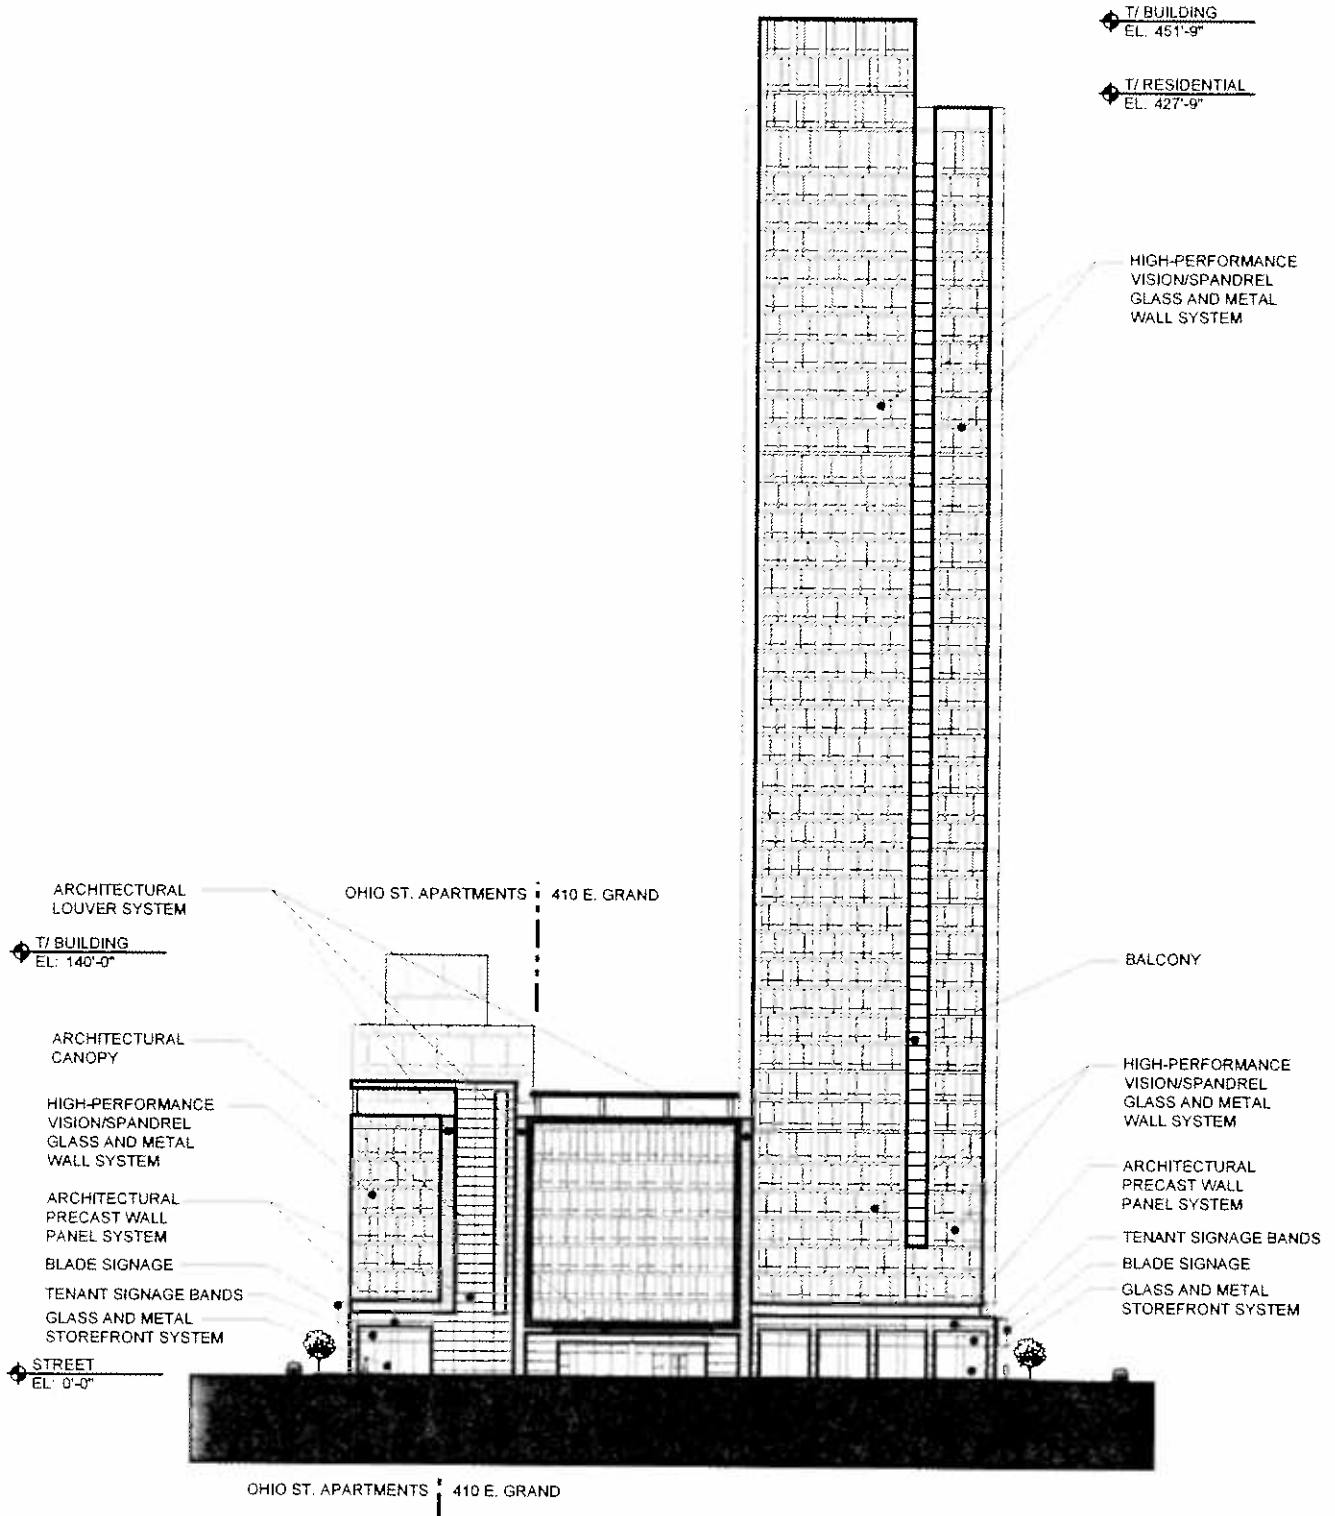 T/ BUILDING
EL. 451'-9"
T/ RESIDENTIAL
EL. 427'-9"
HIGH-PERFORMANCE
VISION/SPANDREL
GLASS AND METAL
WALL SYSTEM
ARCHITECTURAL
LOUVER SYSTEM
OHIO ST. APARTMENTS
410 E. GRAND
T/ BUILDING
EL: 140'-0"
BALCONY
ARCHITECTURAL
CANOPY
HIGH-PERFORMANCE
VISION/SPANDREL
GLASS AND METAL
WALL SYSTEM
ARCHITECTURAL
PRECAST WALL
PANEL SYSTEM
BLADE SIGNAGE
TENANT SIGNAGE BANDS
GLASS AND METAL
STOREFRONT SYSTEM
STREET
EL: 0'-0"
HIGH-PERFORMANCE
VISION/SPANDREL
GLASS AND METAL
WALL SYSTEM
ARCHITECTURAL
PRECAST WALL
PANEL SYSTEM
TENANT SIGNAGE BANDS
BLADE SIGNAGE
GLASS AND METAL
STOREFRONT SYSTEM
OHIO ST. APARTMENTS
410 E. GRAND